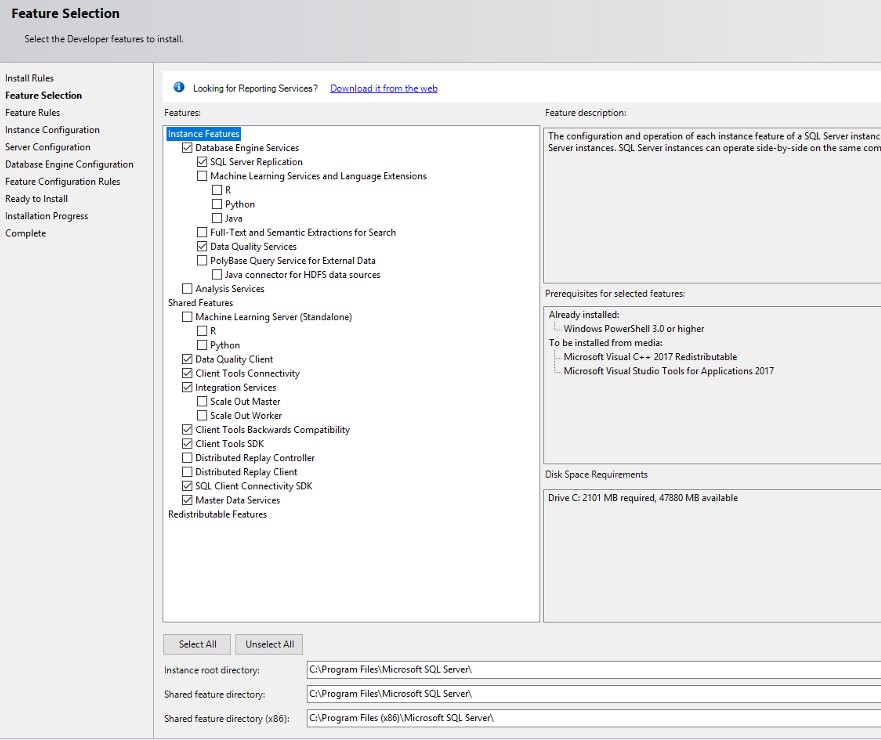 Feature Selection
Select the Developer features to install.
Install Rules
Feature Selection
Feature Rules
Instance Configuration
Server Configuration
Database Engine Configuration
Feature Configuration Rules
Ready to Install
Installation Progress
Complete
Looking for Reporting Services? Download it from the web
Features:
Instance Features
Database Engine Services
SQL Server Replication
Machine Learning Services and Language Extensions
R
Python
Java
Full-Text and Semantic Extractions for Search
Data Quality Services
PolyBase Query Service for External Data
Java connector for HDFS data sources
Analysis Services
Shared Features
Machine Learning Server (Standalone)
R
Python
Data Quality Client
Client Tools Connectivity
Integration Services
Scale Out Master
Scale Out Worker
Client Tools Backwards Compatibility
Client Tools SDK
Distributed Replay Controller
Distributed Replay Client
SQL Client Connectivity SDK
Master Data Services
Redistributable Features
Feature description:
The configuration and operation of each instance feature of a SQL Server instanc
Server instances. SQL Server instances can operate side-by-side on the same com
Prerequisites for selected features:
Already installed:
Windows PowerShell 3.0 or higher
To be installed from media:
Microsoft Visual C++ 2017 Redistributable
Microsoft Visual Studio Tools for Applications 2017
Disk Space Requirements
Drive C: 2101 MB required, 47880 MB available
Select All
Unselect All
Instance root directory: C:\Program Files\Microsoft SQL Server\
Shared feature directory: C:\Program Files\Microsoft SQL Server\
Shared feature directory (x86): C:\Program Files (x86)\Microsoft SQL Server\